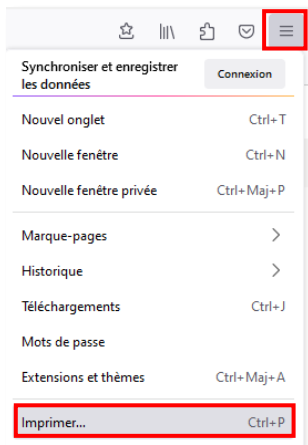 Synchroniser et enregistrer
les données
Connexion
Nouvel onglet Ctrl+T
Nouvelle fenêtre Ctrl+N
Nouvelle fenêtre privée Ctrl+Maj+P
Marque-pages
Historique
Téléchargements Ctrl+J
Mots de passe
Extensions et thèmes Ctrl+Maj+A
Imprimer... Ctrl+P